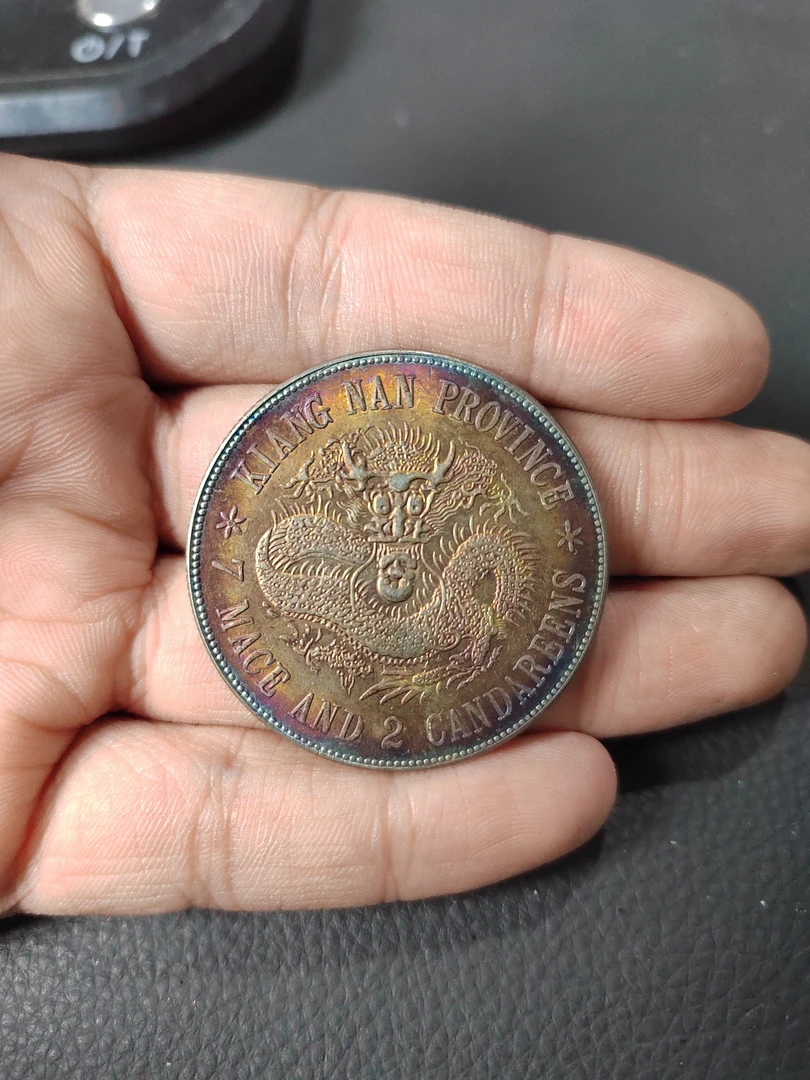 ⏻/T
KIANG NAN PROVINCE
* 7 MACE AND 2 CANDAREENS *